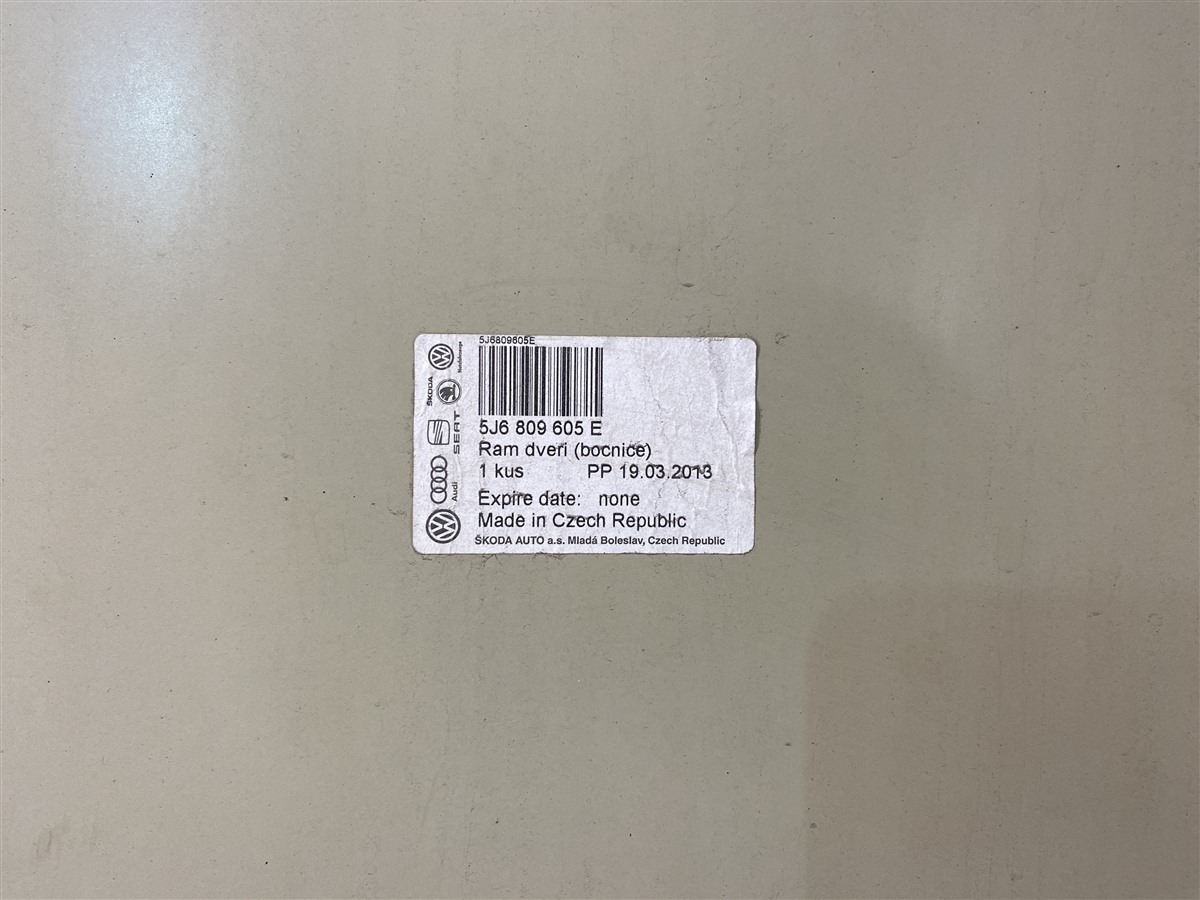 5J6809605E
5J6 809 605 E
Ram dveri (bocnice)
1 kus PP 19.03.2013
Expire date: none
Made in Czech Republic
ŠKODA AUTO a.s. Mladá Boleslav, Czech Republic
ŠKODA
SEAT
Audi